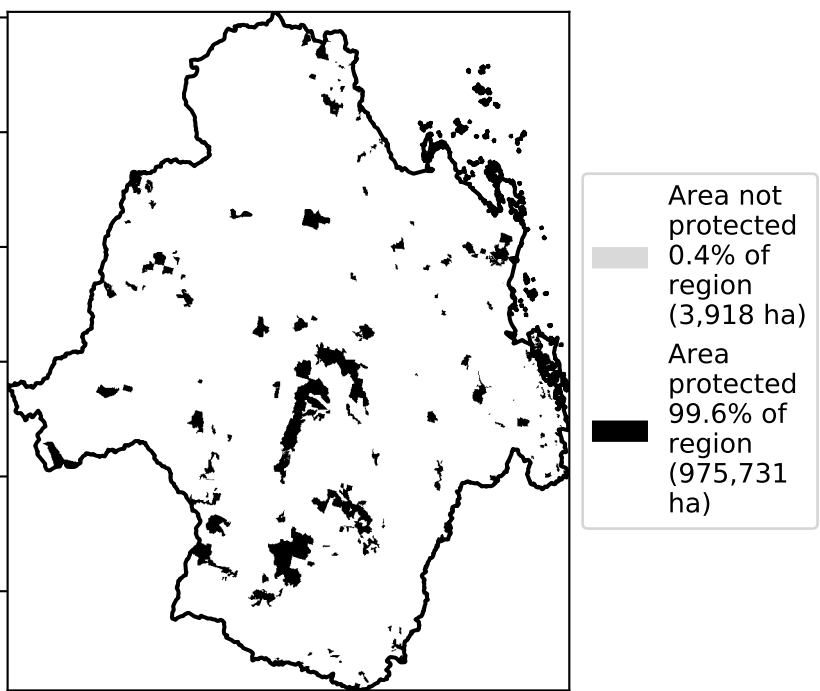 Area not
protected
0.4% of
region
(3,918 ha)
Area
protected
99.6% of
region
(975,731
ha)